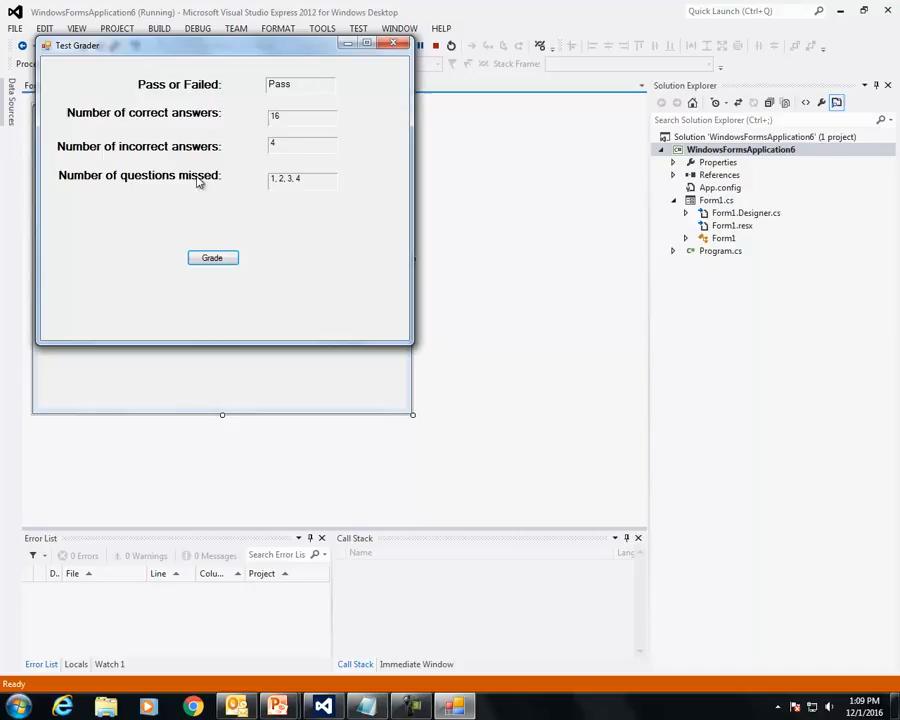 WindowsFormsApplication6 (Running) - Microsoft Visual Studio Express 2012 for Windows Desktop
Quick Launch (Ctrl+Q)
FILE EDIT VIEW PROJECT BUILD DEBUG TEAM FORMAT TOOLS TEST WINDOW HELP
Test Grader
Stack Frame:
Data Sources
Pass or Failed: Pass
Number of correct answers: 16
Number of incorrect answers: 4
Number of questions missed: 1, 2, 3, 4
Grade
Solution Explorer
Search Solution Explorer (Ctrl+;)
Solution 'WindowsFormsApplication6' (1 project)
WindowsFormsApplication6
Properties
References
App.config
Form1.cs
Form1.Designer.cs
Form1.resx
Form1
Program.cs
Error List
0 Errors 0 Warnings 0 Messages Search Error Lis
D.. File Line Colu... Project
Error List Locals Watch 1
Call Stack
Name Lang
Call Stack Immediate Window
Ready
1:09 PM
12/1/2016